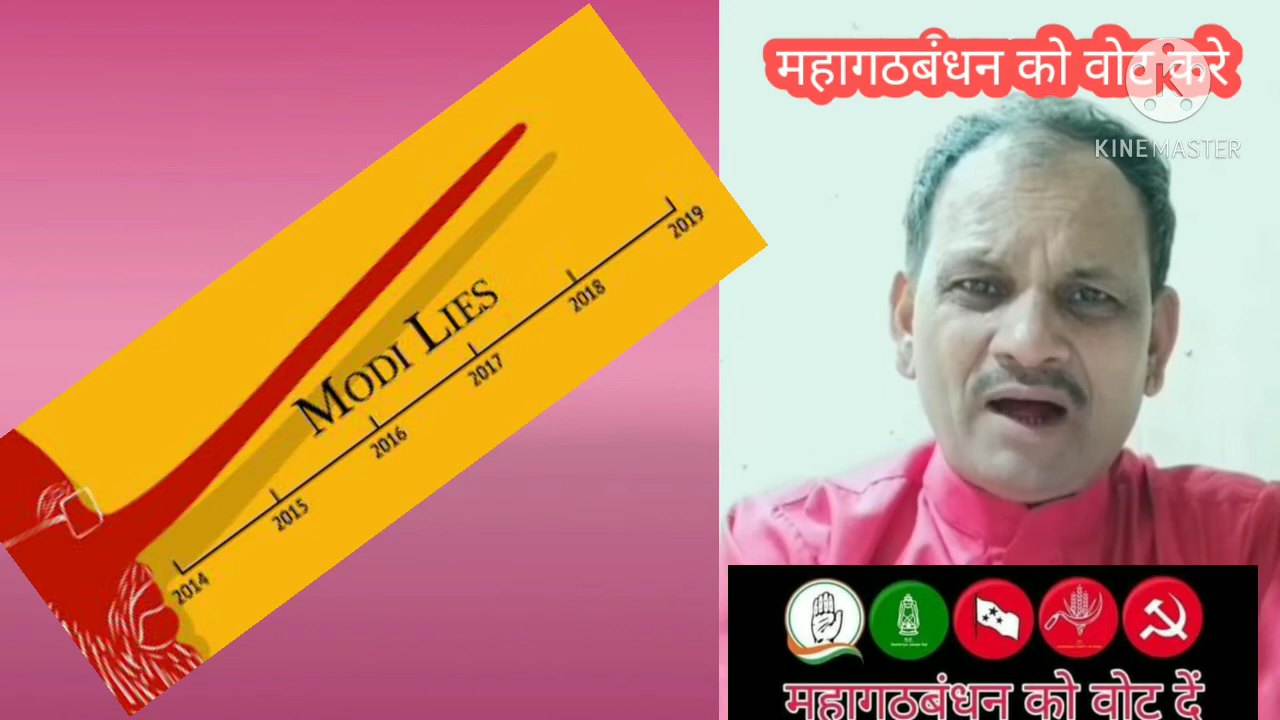 महागठबंधन को वोट करे
K
KINEMASTER
MODI LIES
2014
2015
2016
2017
2018
2019
महागठबंधन को वोट दें